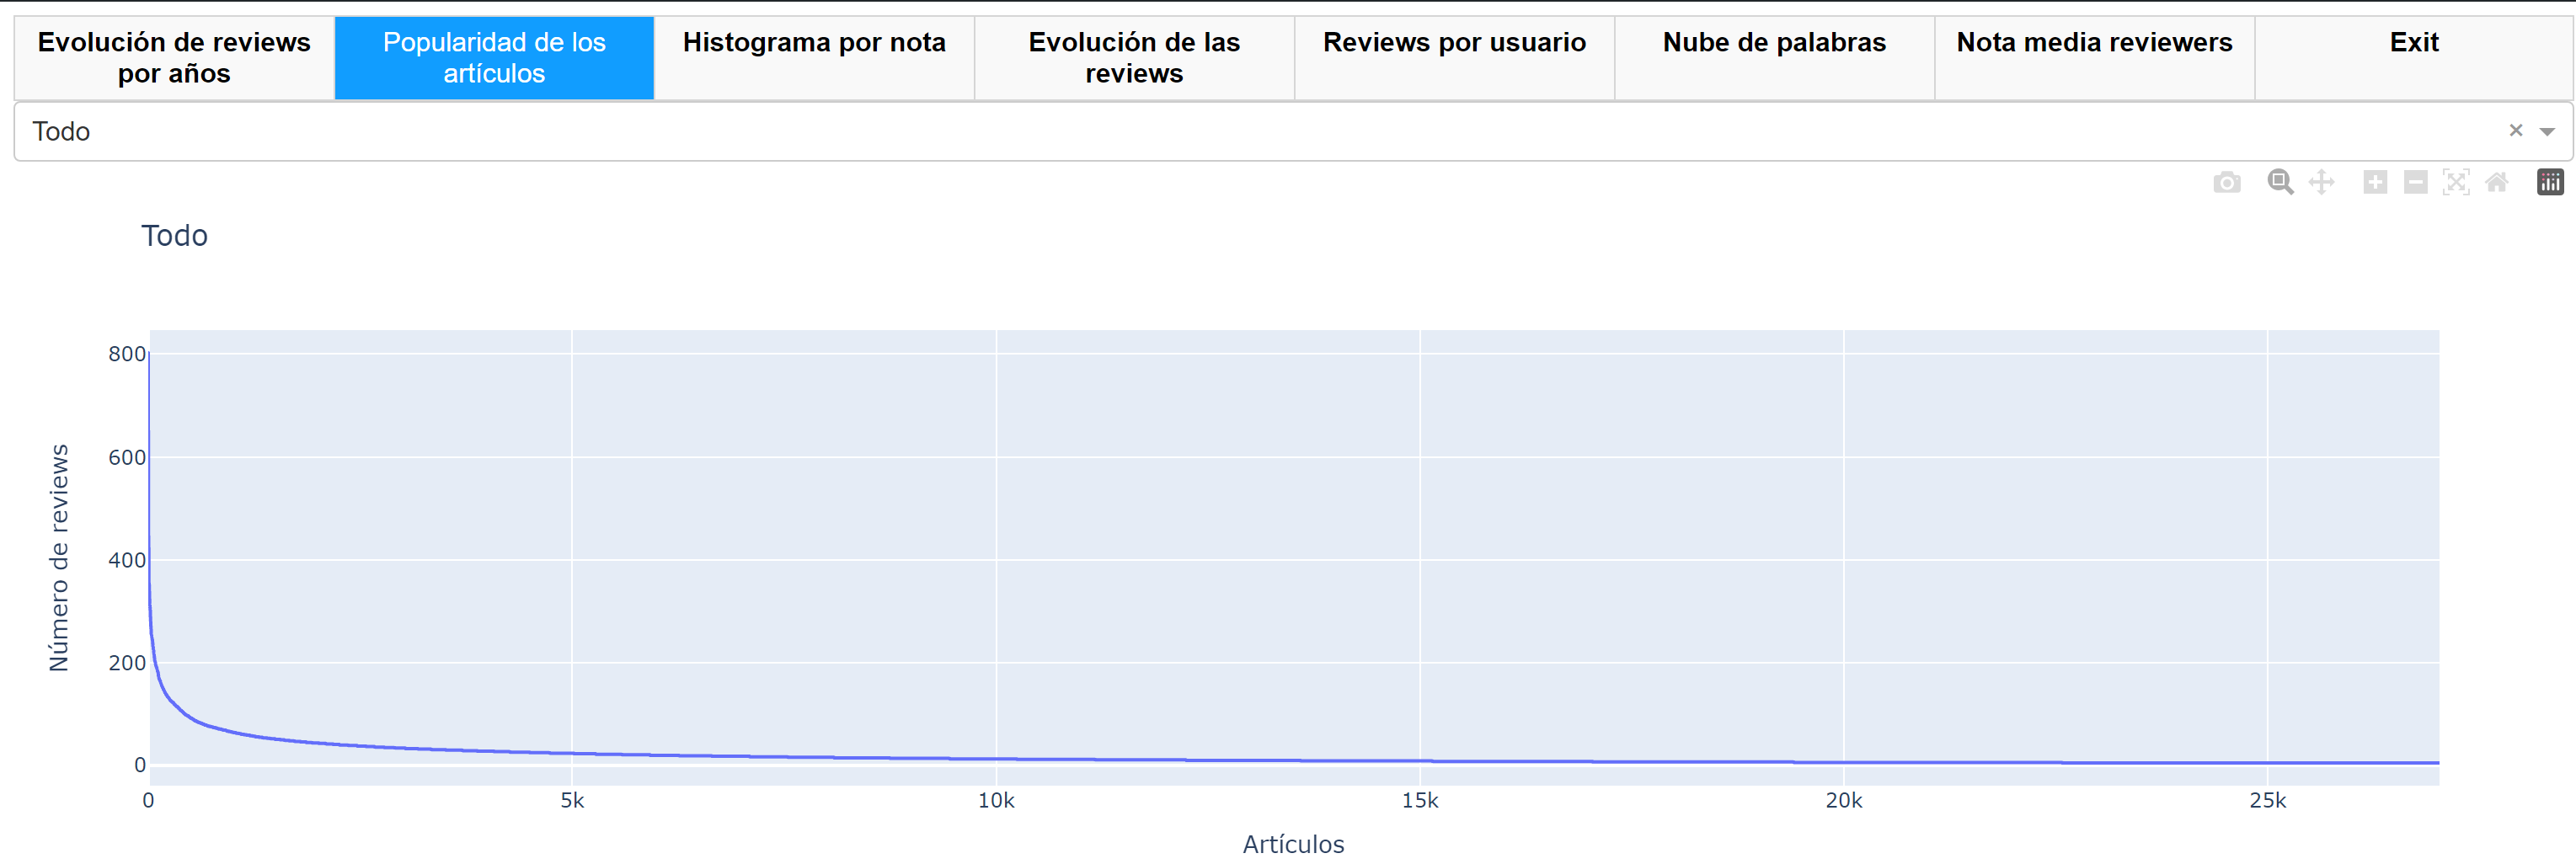 Evolución de reviews
por años
Popularidad de los
artículos
Histograma por nota
Evolución de las
reviews
Reviews por usuario
Nube de palabras
Nota media reviewers
Exit
Todo
×
Todo
800
600
400
200
0
Número de reviews
0
5k
10k
15k
20k
25k
Artículos